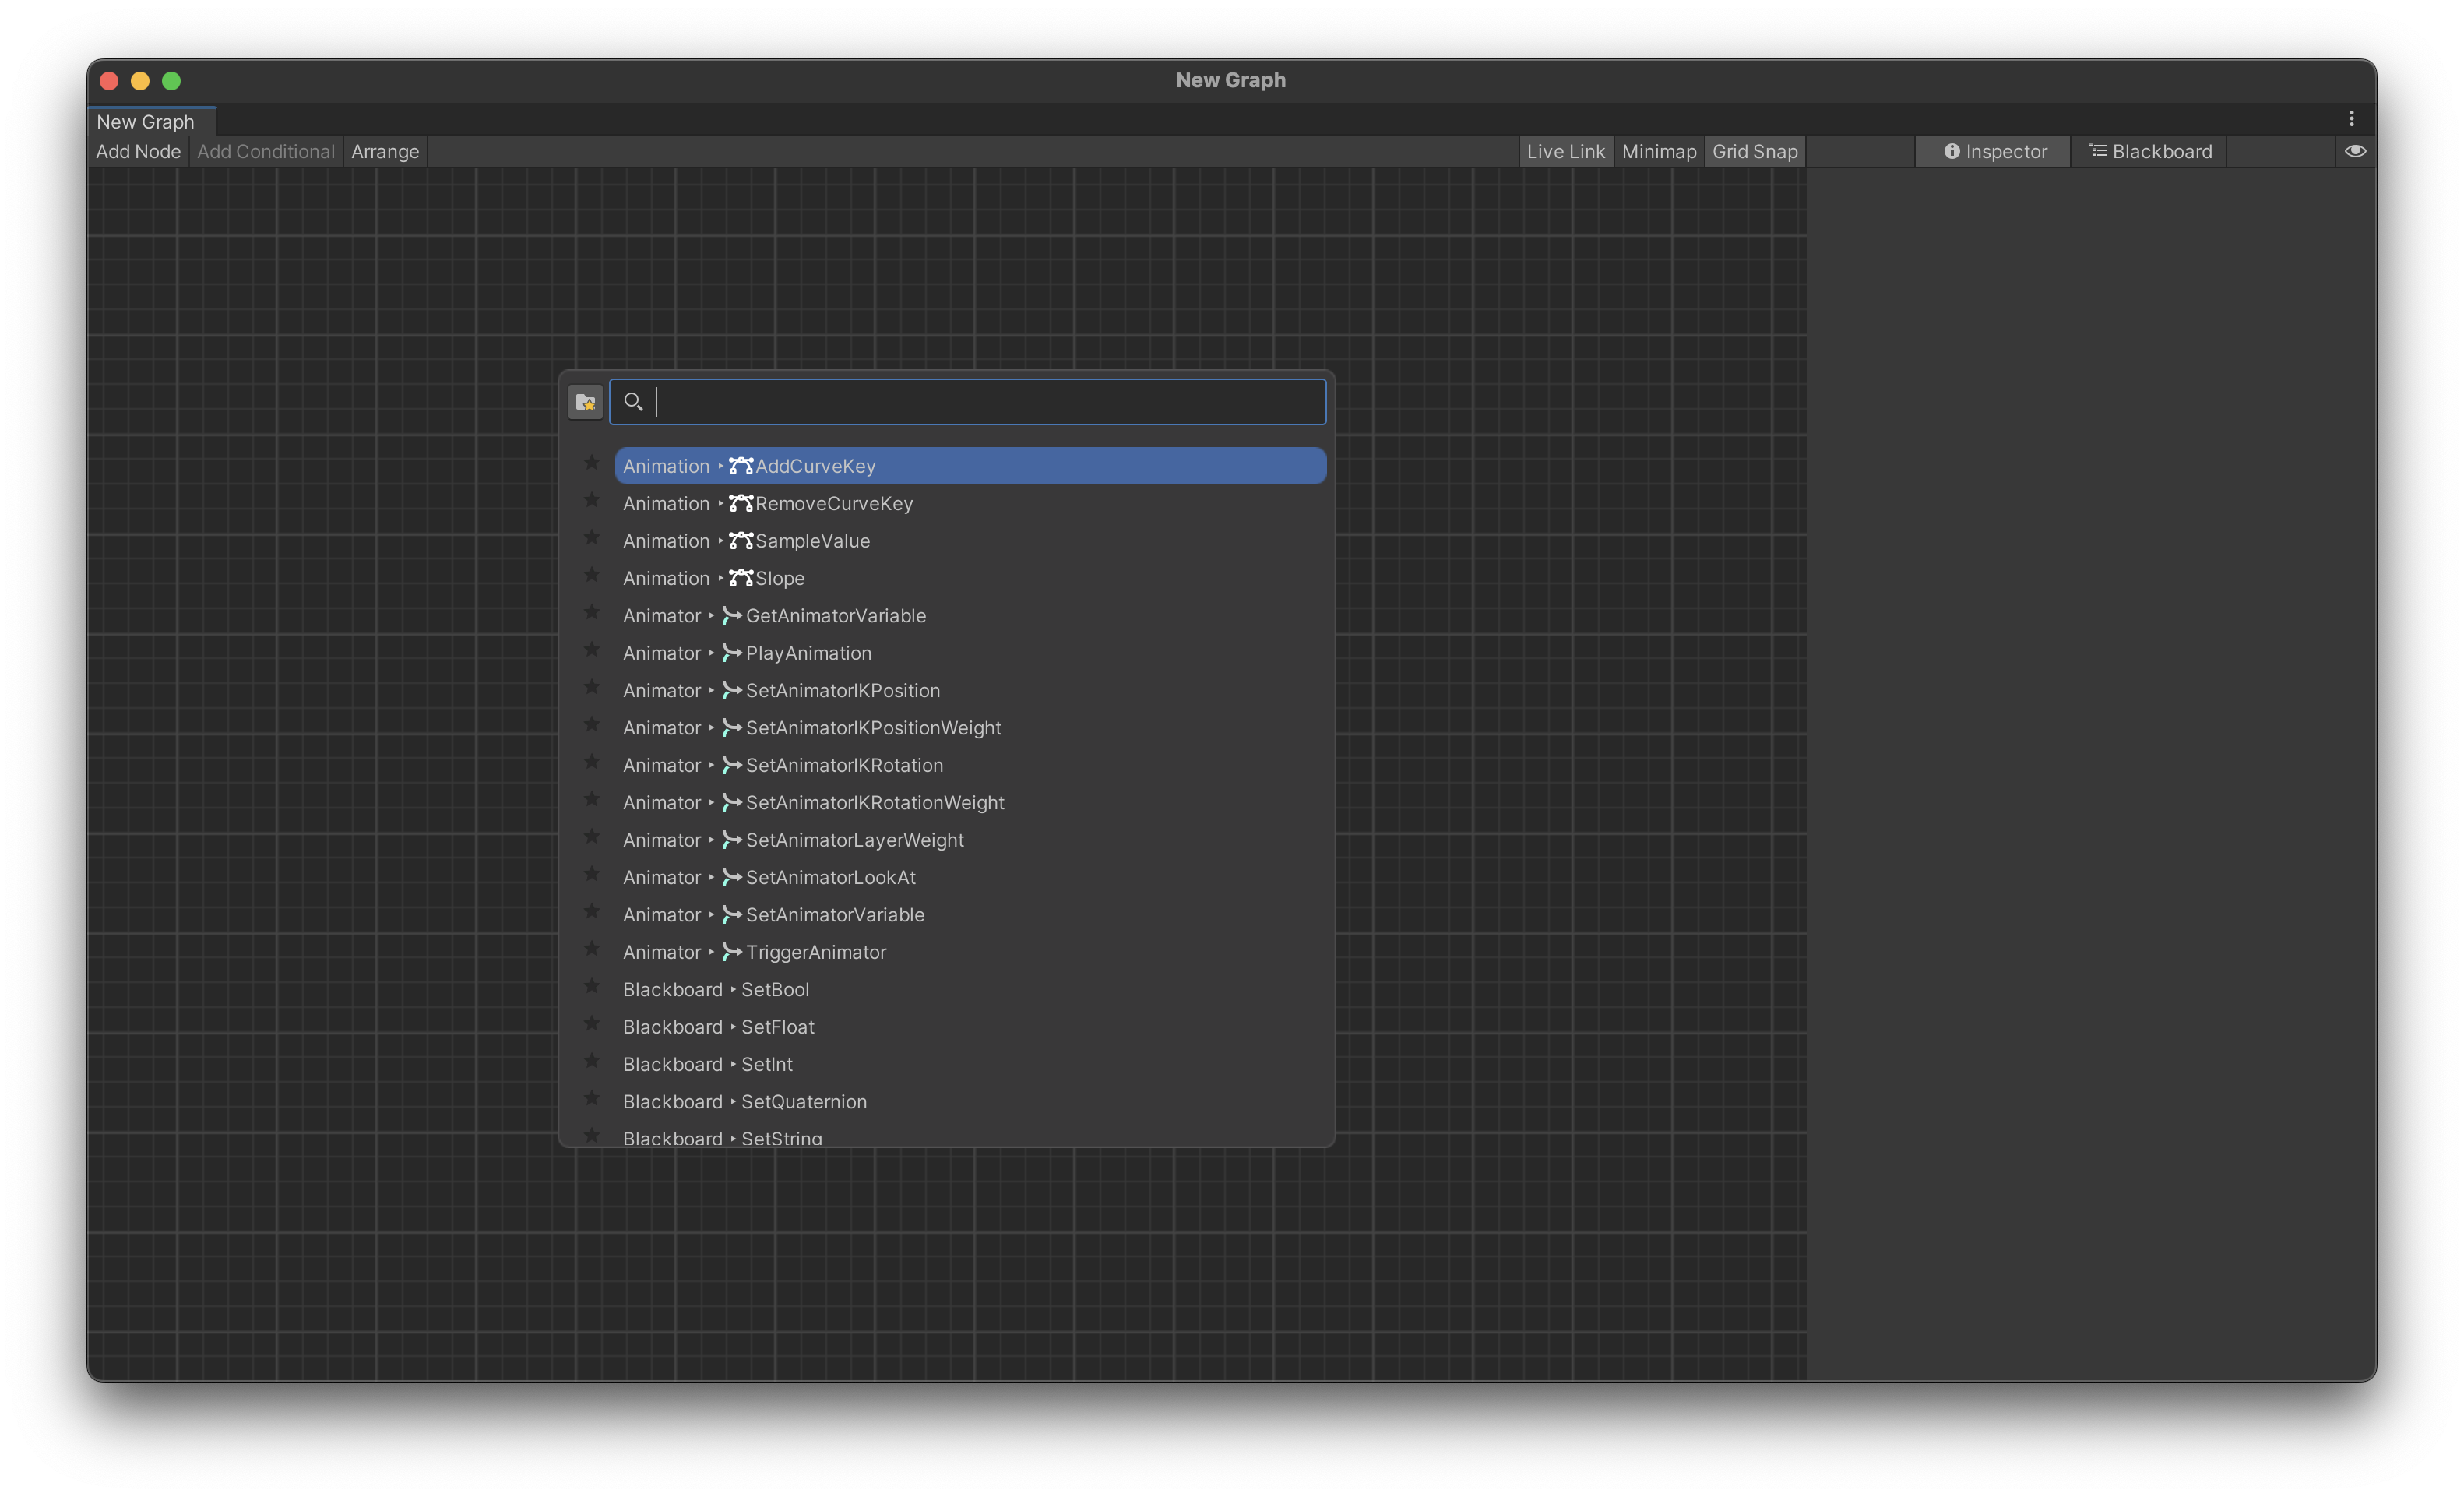 New Graph
New Graph
Add Node Add Conditional Arrange Live Link Minimap Grid Snap Inspector Blackboard
Animation ▸ AddCurveKey
Animation ▸ RemoveCurveKey
Animation ▸ SampleValue
Animation ▸ Slope
Animator ▸ GetAnimatorVariable
Animator ▸ PlayAnimation
Animator ▸ SetAnimatorIKPosition
Animator ▸ SetAnimatorIKPositionWeight
Animator ▸ SetAnimatorIKRotation
Animator ▸ SetAnimatorIKRotationWeight
Animator ▸ SetAnimatorLayerWeight
Animator ▸ SetAnimatorLookAt
Animator ▸ SetAnimatorVariable
Animator ▸ TriggerAnimator
Blackboard ▸ SetBool
Blackboard ▸ SetFloat
Blackboard ▸ SetInt
Blackboard ▸ SetQuaternion
Blackboard ▸ SetString